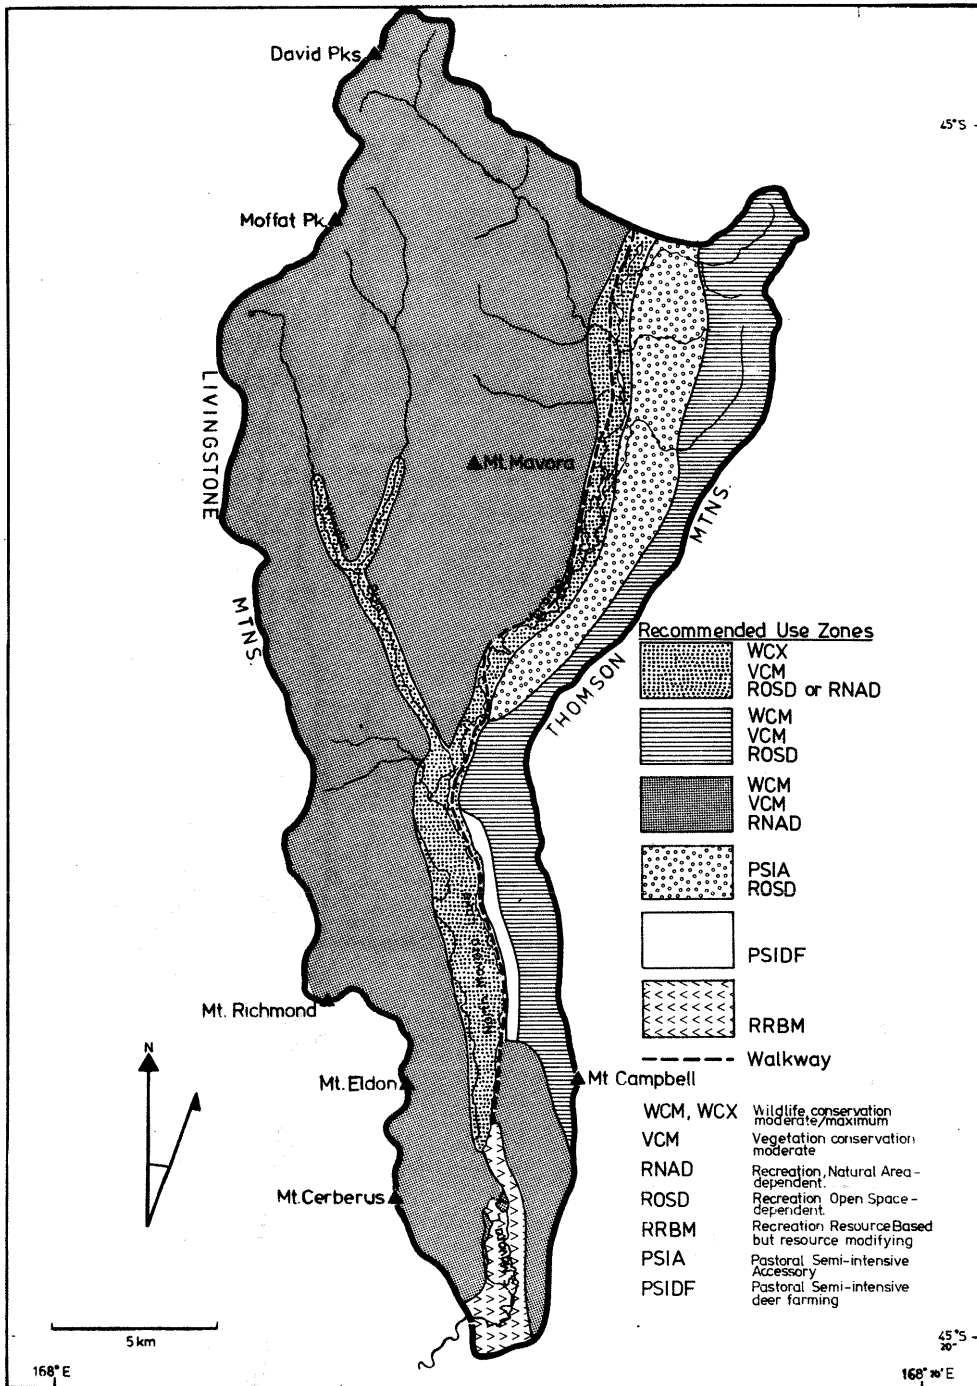 David Pks.
45°S
Moffat Pk.
LIVINGSTONE
MTNS.
Mt. Mavora
MTNS.
THOMSON
Recommended Use Zones
WCX
VCM
ROSD or RNAD
WCM
VCM
ROSD
WCM
VCM
RNAD
PSIA
ROSD
PSIDF
RRBM
Walkway
Mt. Richmond
Mt. Eldon
Mt Campbell
Mt. Cerberus
N
WCM, WCX Wildlife conservation
moderate/maximum
VCM Vegetation conservation
moderate
RNAD Recreation, Natural Area-
dependent.
ROSD Recreation Open Space-
dependent.
RRBM Recreation Resource Based
but resource modifying
PSIA Pastoral Semi-intensive
Accessory
PSIDF Pastoral Semi-intensive
deer farming
5 km
45°S
20'
168°E
168°20'E